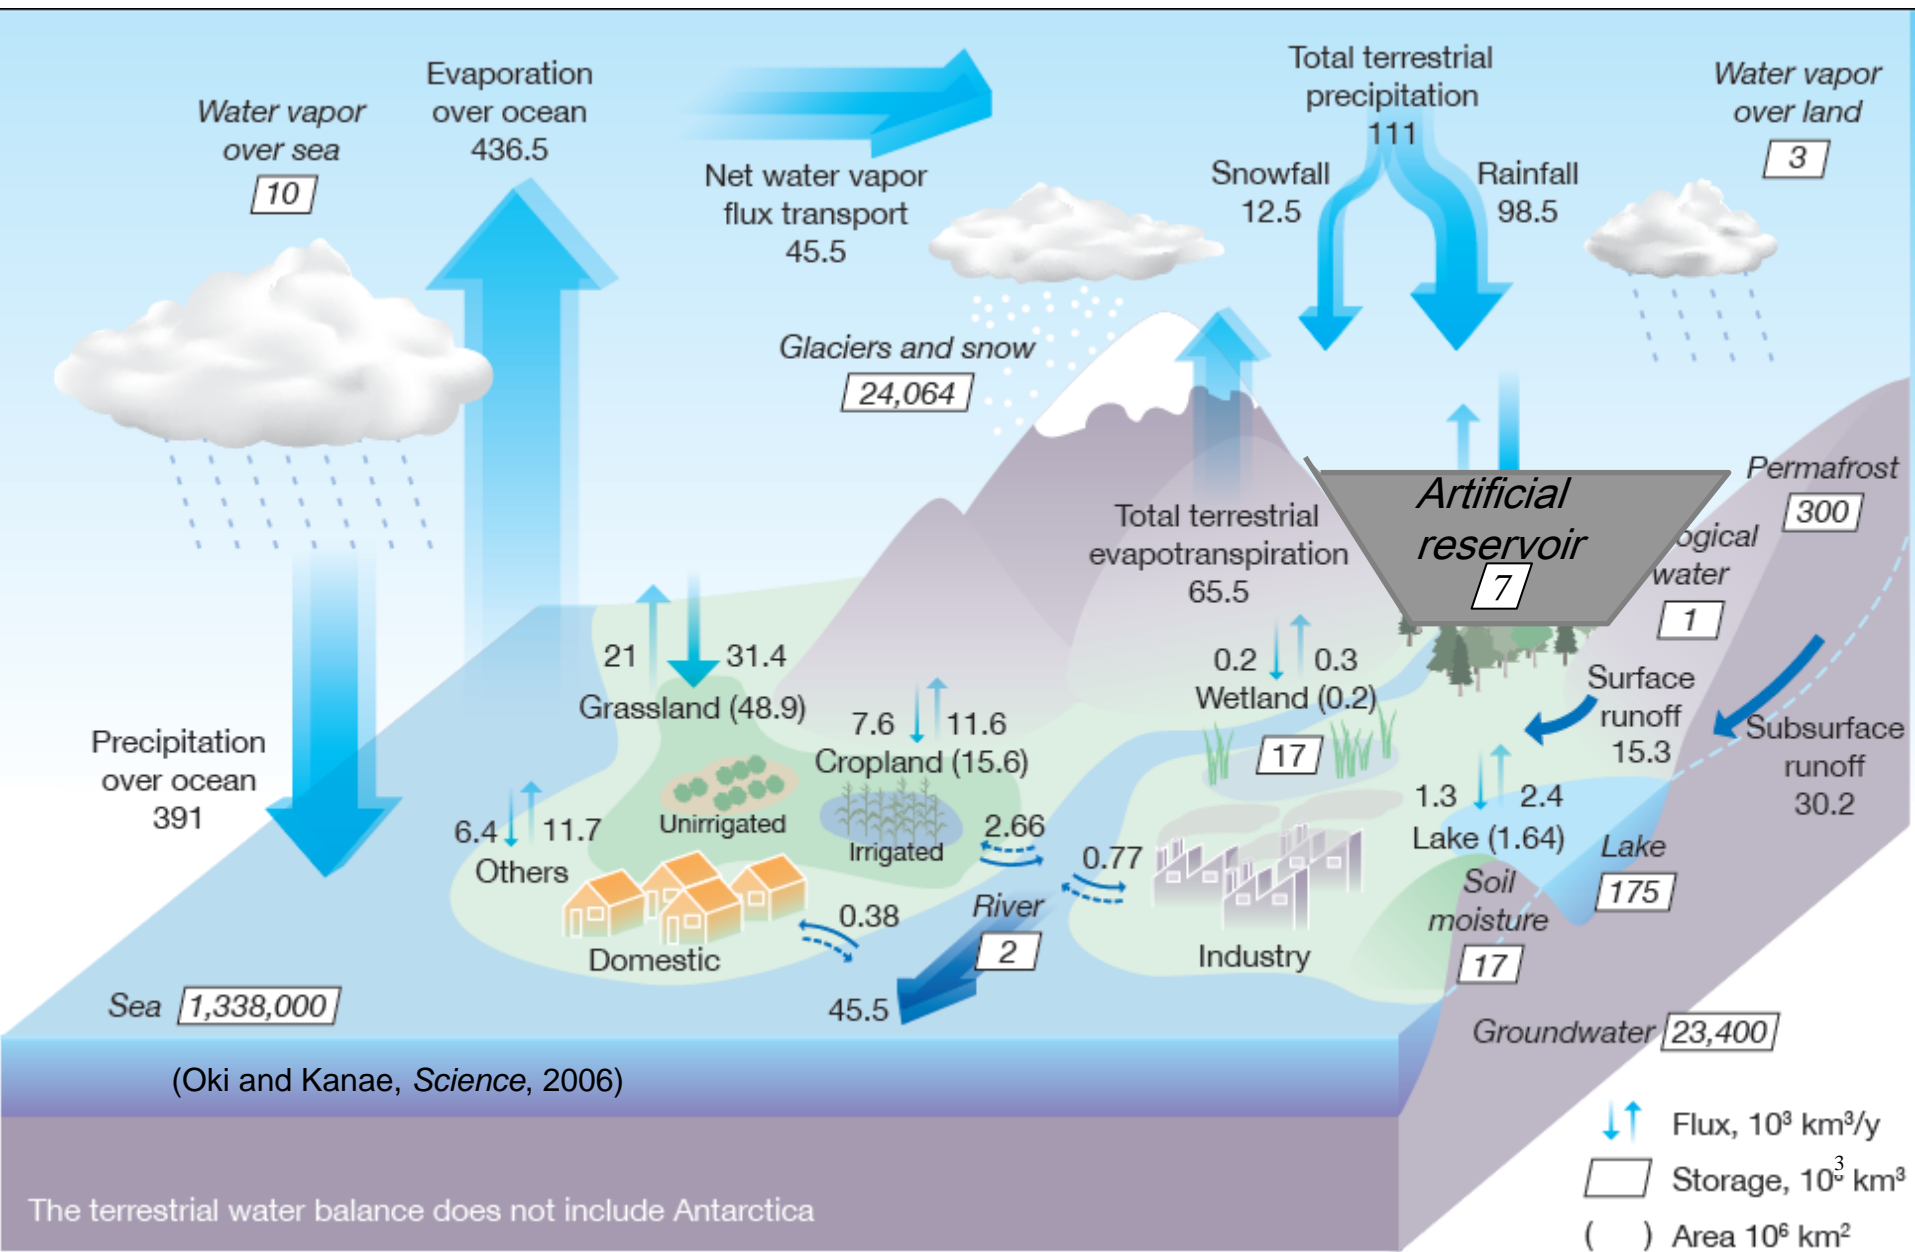 Evaporation
over ocean
436.5
Water vapor
over sea
10
Net water vapor
flux transport
45.5
Total terrestrial
precipitation
111
Snowfall
12.5
Rainfall
98.5
Water vapor
over land
3
Glaciers and snow
24,064
Permafrost
300
Artificial
reservoir
7
ogical
water
1
Total terrestrial
evapotranspiration
65.5
21 31.4
Grassland (48.9)
0.2 0.3
Wetland (0.2)
17
Surface
runoff
15.3
Subsurface
runoff
30.2
Precipitation
over ocean
391
7.6 11.6
Cropland (15.6)
Unirrigated
Irrigated
6.4 11.7
Others
2.66
0.77
1.3 2.4
Lake (1.64)
Lake
175
Soil
moisture
17
0.38
Domestic
River
2
Industry
45.5
Sea 1,338,000
Groundwater 23,400
(Oki and Kanae, Science, 2006)
Flux, 10³ km³/y
Storage, 10³ km³
( ) Area 10⁶ km²
The terrestrial water balance does not include Antarctica